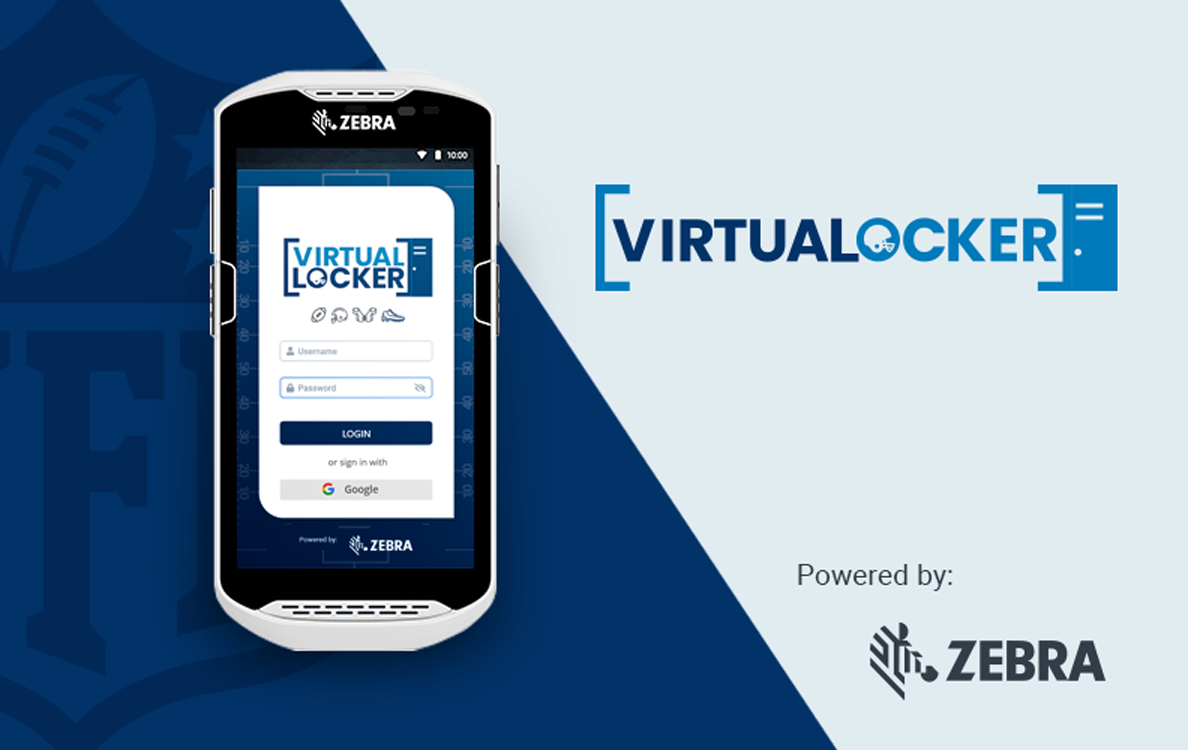 ZEBRA
10:00
VIRTUAL
LOCKER
Username
Password
LOGIN
or sign in with
Google
Powered by:
ZEBRA
VIRTUALOCKER
Powered by:
ZEBRA